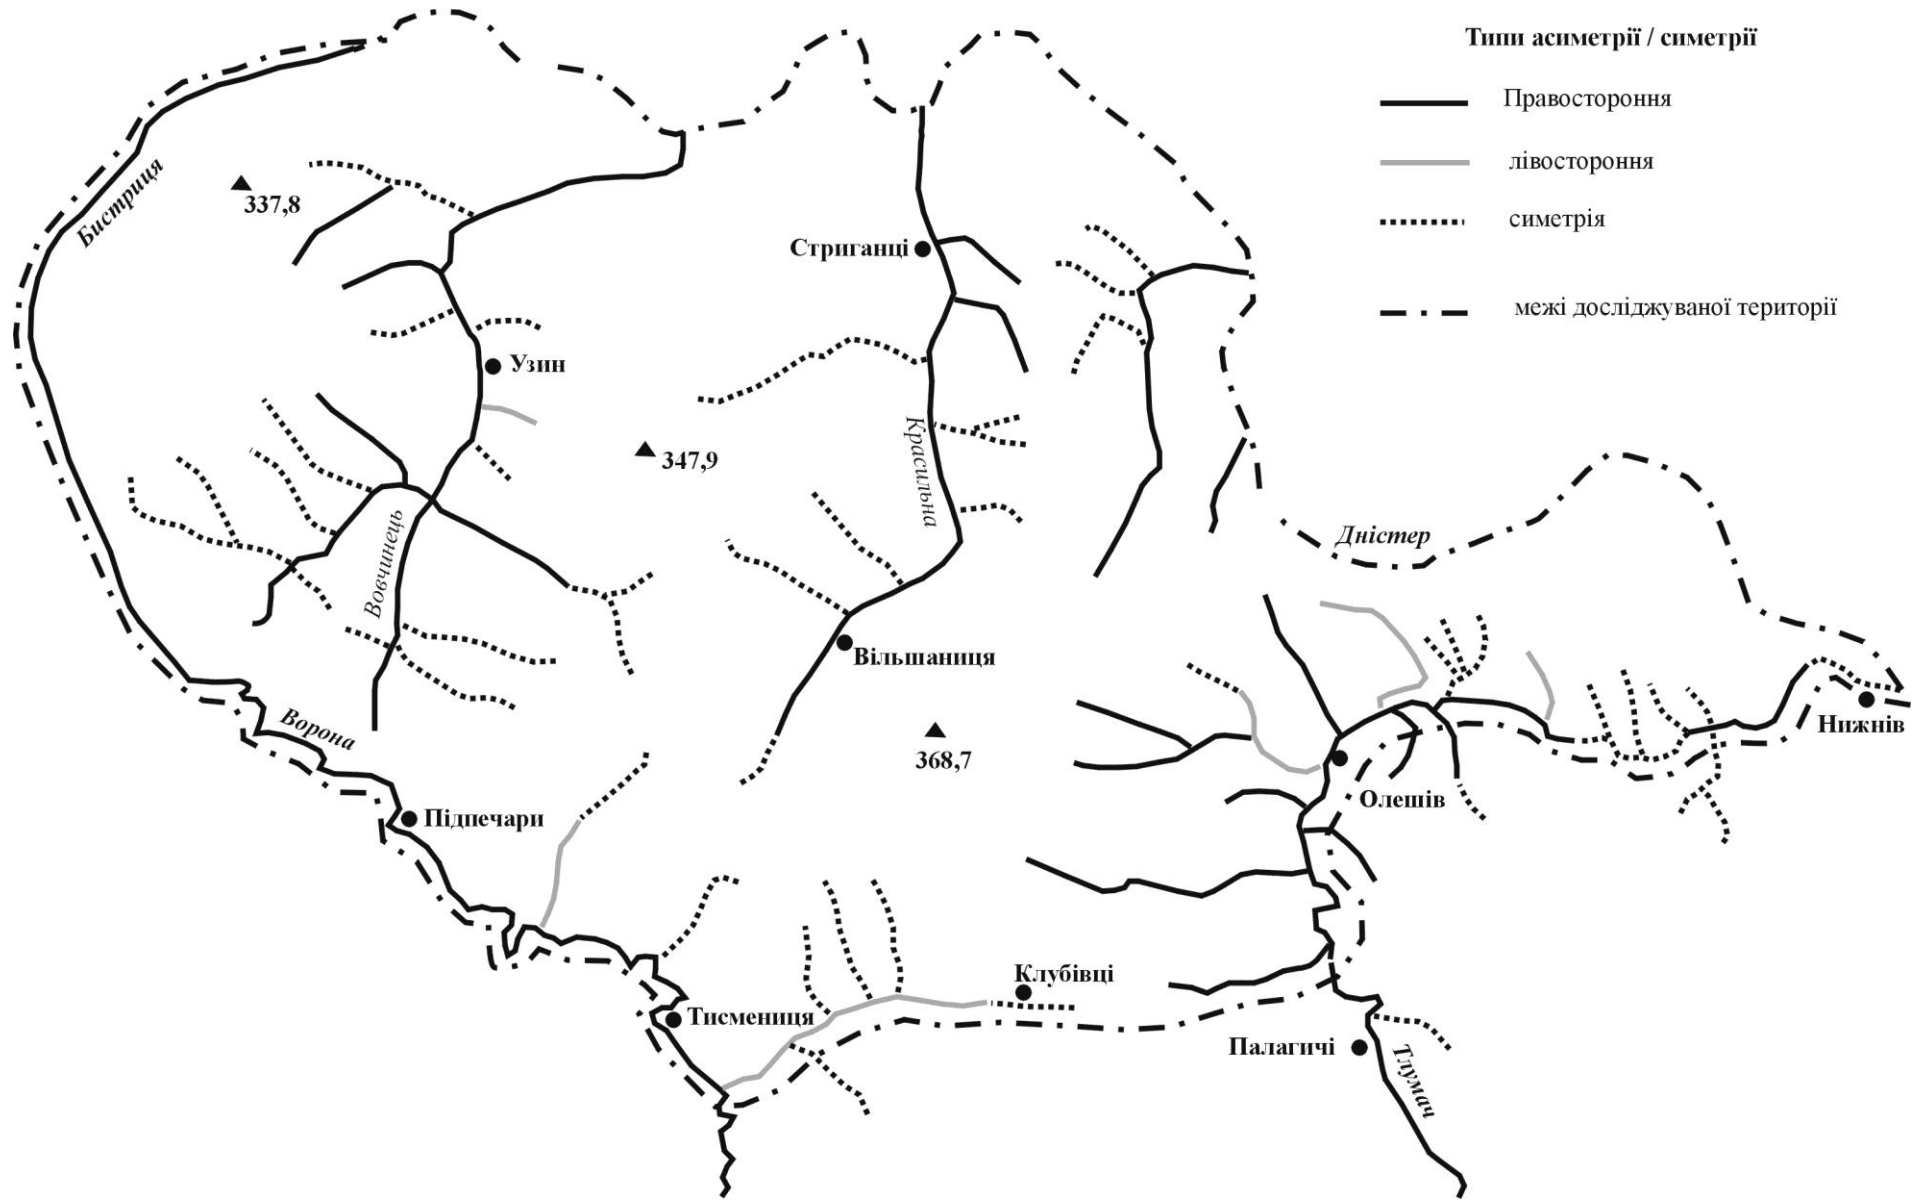 Типи асиметрії / симетрії
Правостороння
лівостороння
симетрія
межі досліджуваної території
Бистриця
337,8
Стриганці
Узин
347,9
Красильна
Вовчинець
Дністер
Вільшаниця
Ворона
368,7
Нижнів
Олешів
Підпечари
Клубівці
Тисмениця
Палагичі
Тлумач